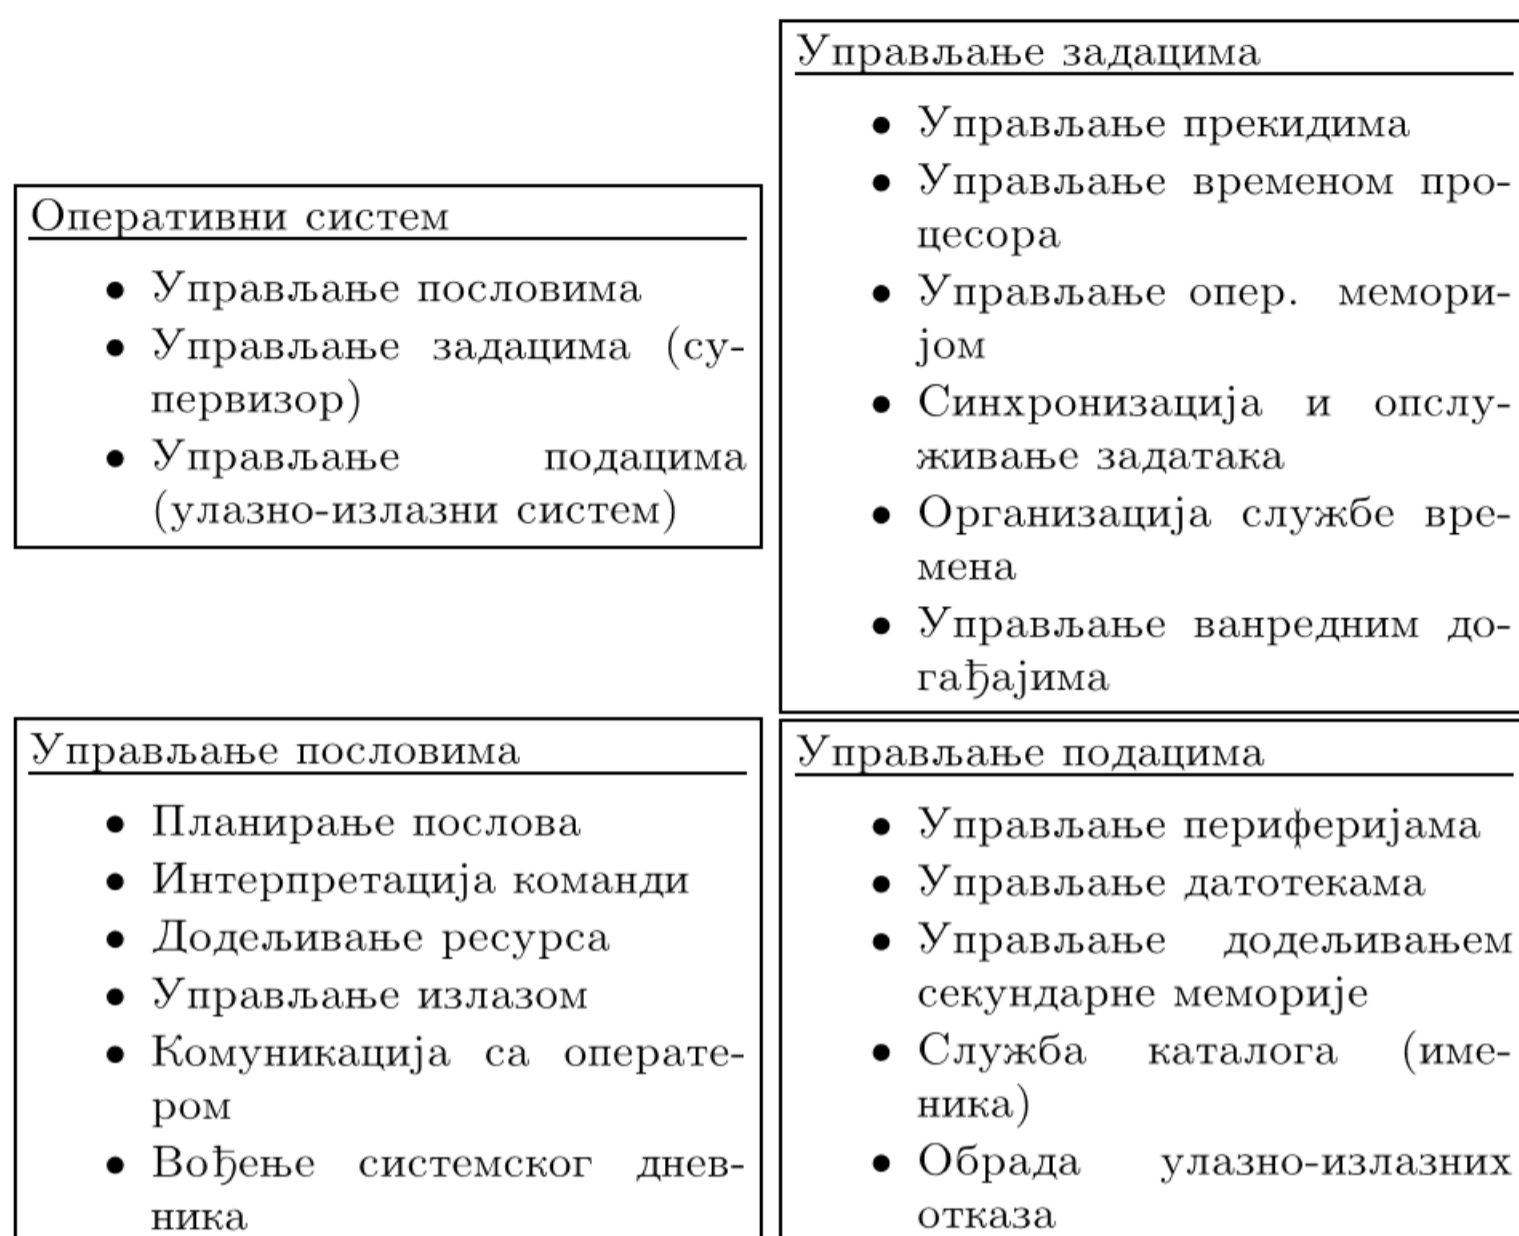 Оперативни систем
• Управљање пословима
• Управљање задацима (су-
первизор)
• Управљање подацима
(улазно-излазни систем)
Управљање задацима
• Управљање прекидима
• Управљање временом про-
цесора
• Управљање опер. мемори-
јом
• Синхронизација и опслу-
живање задатака
• Организација службе вре-
мена
• Управљање ванредним до-
гађајима
Управљање пословима
• Планирање послова
• Интерпретација команди
• Додељивање ресурса
• Управљање излазом
• Комуникација са операте-
ром
• Вођење системског днев-
ника
Управљање подацима
• Управљање периферијама
• Управљање датотекама
• Управљање додељивањем
секундарне меморије
• Служба каталога (име-
ника)
• Обрада улазно-излазних
отказа